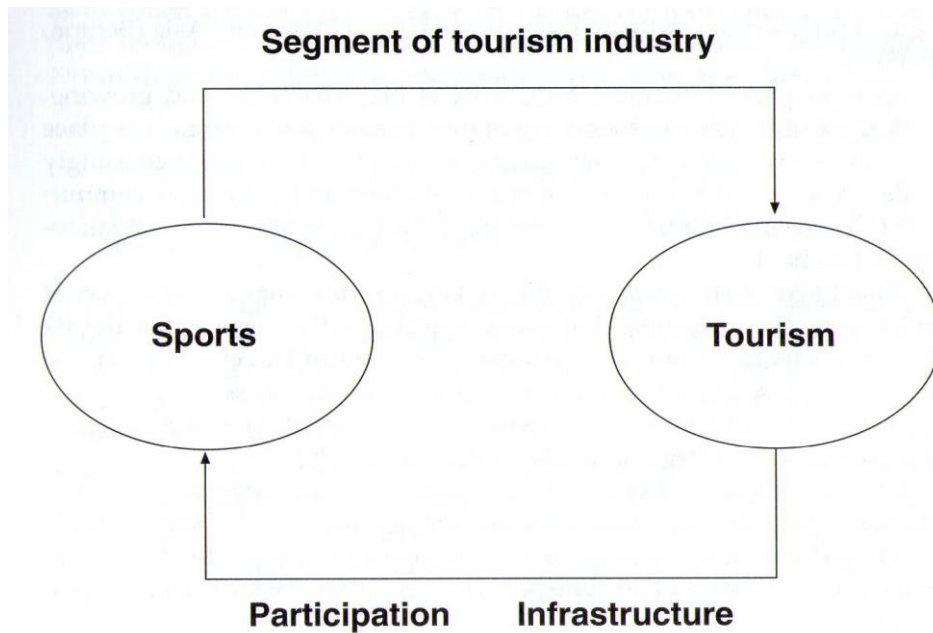 Segment of tourism industry
Sports
Tourism
Participation Infrastructure